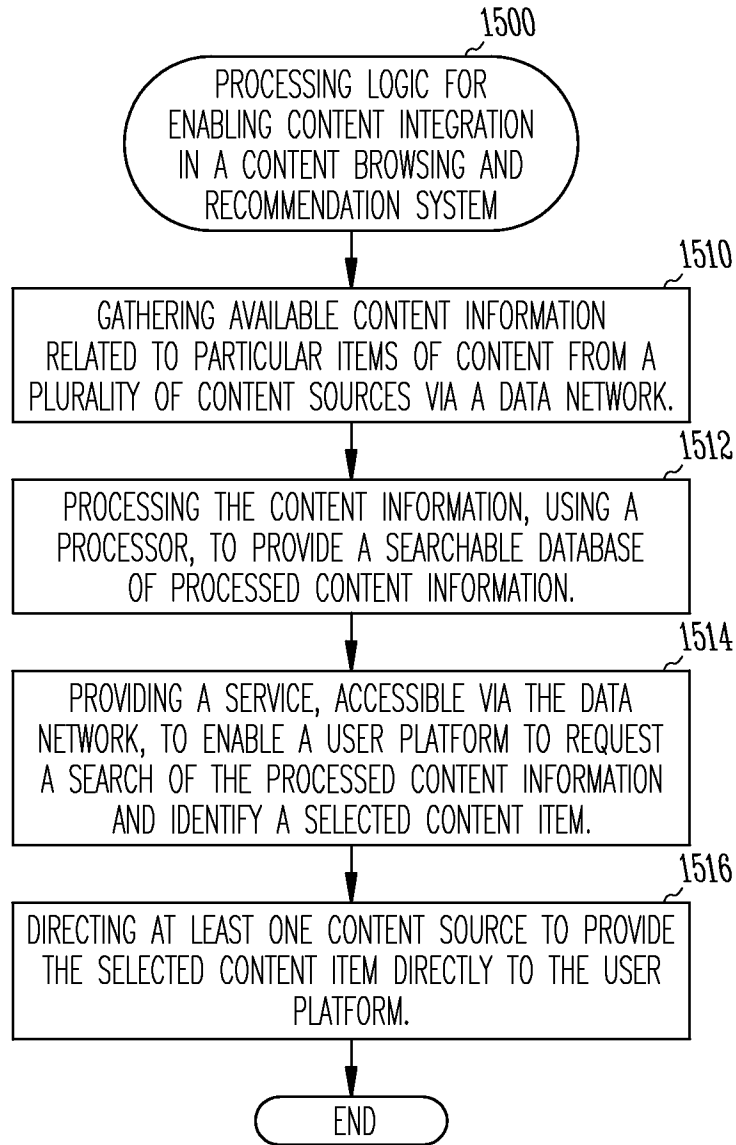 1500
PROCESSING LOGIC FOR
ENABLING CONTENT INTEGRATION
IN A CONTENT BROWSING AND
RECOMMENDATION SYSTEM
1510
GATHERING AVAILABLE CONTENT INFORMATION
RELATED TO PARTICULAR ITEMS OF CONTENT FROM A
PLURALITY OF CONTENT SOURCES VIA A DATA NETWORK.
1512
PROCESSING THE CONTENT INFORMATION, USING A
PROCESSOR, TO PROVIDE A SEARCHABLE DATABASE
OF PROCESSED CONTENT INFORMATION.
1514
PROVIDING A SERVICE, ACCESSIBLE VIA THE DATA
NETWORK, TO ENABLE A USER PLATFORM TO REQUEST
A SEARCH OF THE PROCESSED CONTENT INFORMATION
AND IDENTIFY A SELECTED CONTENT ITEM.
1516
DIRECTING AT LEAST ONE CONTENT SOURCE TO PROVIDE
THE SELECTED CONTENT ITEM DIRECTLY TO THE USER
PLATFORM.
END